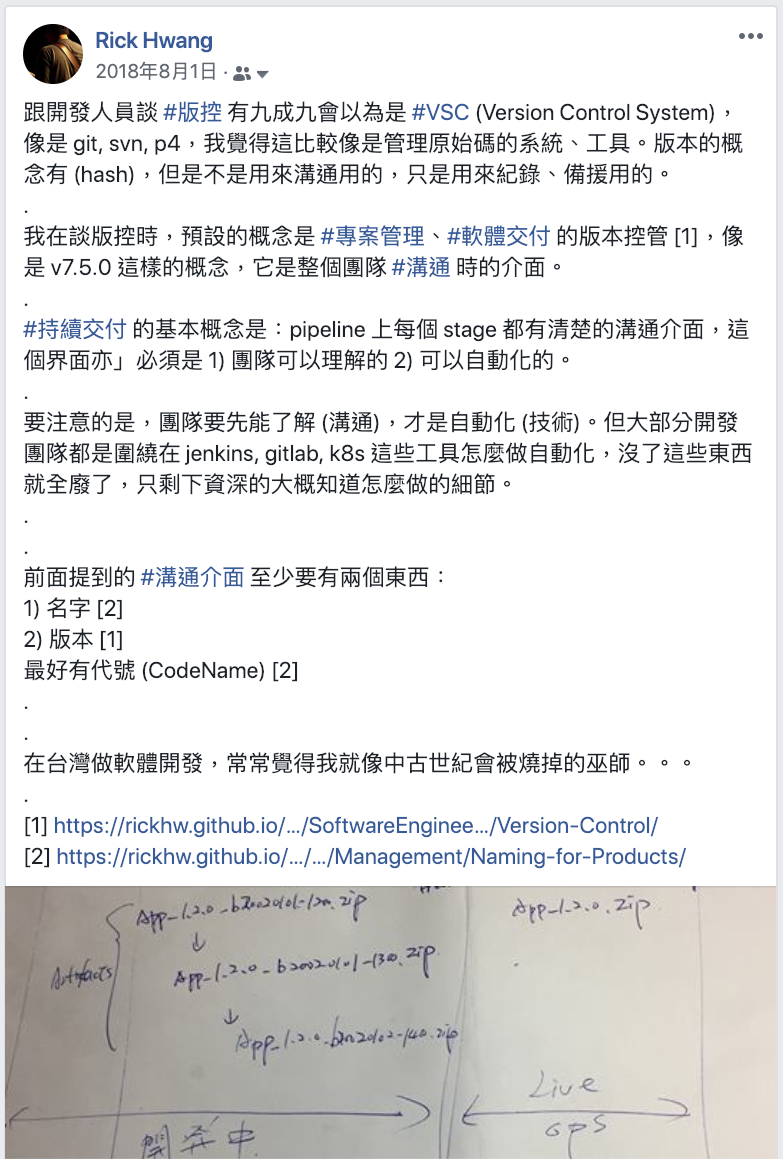 Rick Hwang
2018年8月1日
跟開發人員談 #版控 有九成九會以為是 #VSC (Version Control System)，
像是 git, svn, p4，我覺得這比較像是管理原始碼的系統、工具。版本的概
念有 (hash)，但是不是用來溝通用的，只是用來紀錄、備援用的。
.
我在談版控時，預設的概念是 #專案管理、#軟體交付 的版本控管 [1]，像
是 v7.5.0 這樣的概念，它是整個團隊 #溝通 時的介面。
.
#持續交付 的基本概念是：pipeline 上每個 stage 都有清楚的溝通介面，這
個界面亦」必須是 1) 團隊可以理解的 2) 可以自動化的。
.
要注意的是，團隊要先能了解 (溝通)，才是自動化 (技術)。但大部分開發
團隊都是圍繞在 jenkins, gitlab, k8s 這些工具怎麼做自動化，沒了這些東西
就全廢了，只剩下資深的大概知道怎麼做的細節。
.
.
前面提到的 #溝通介面 至少要有兩個東西：
1) 名字 [2]
2) 版本 [1]
最好有代號 (CodeName) [2]
.
.
在台灣做軟體開發，常常覺得我就像中古世紀會被燒掉的巫師。。。
.
[1] https://rickhw.github.io/.../SoftwareEnginee.../Version-Control/
[2] https://rickhw.github.io/.../.../Management/Naming-for-Products/
Artifacts
App_1.2.0_b20020101-120.zip
App_1.2.0_b20020101-130.zip
App_1.2.0.zip
開發中
Live
ops